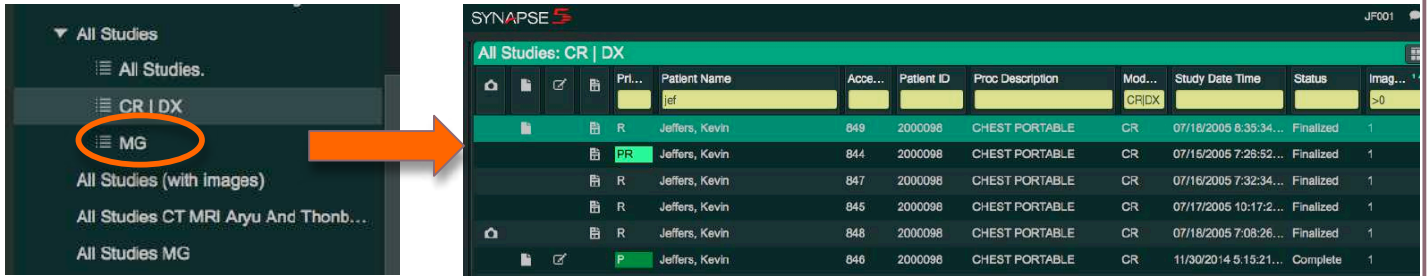 All Studies
All Studies.
CR | DX
MG
All Studies (with images)
All Studies CT MRI Aryu And Thonb...
All Studies MG
SYNAPSE 5
JF001
All Studies: CR | DX
Pri... Patient Name Acce... Patient ID Proc Description Mod... Study Date Time Status Imag...
jef CR|DX >0
R Jeffers, Kevin 849 2000098 CHEST PORTABLE CR 07/18/2005 8:35:34... Finalized 1
PR Jeffers, Kevin 844 2000098 CHEST PORTABLE CR 07/15/2005 7:26:52... Finalized 1
R Jeffers, Kevin 847 2000098 CHEST PORTABLE CR 07/16/2005 7:32:34... Finalized 1
R Jeffers, Kevin 845 2000098 CHEST PORTABLE CR 07/17/2005 10:17:2... Finalized 1
R Jeffers, Kevin 848 2000098 CHEST PORTABLE CR 07/18/2005 7:08:26... Finalized 1
P Jeffers, Kevin 846 2000098 CHEST PORTABLE CR 11/30/2014 5:15:21... Complete 1